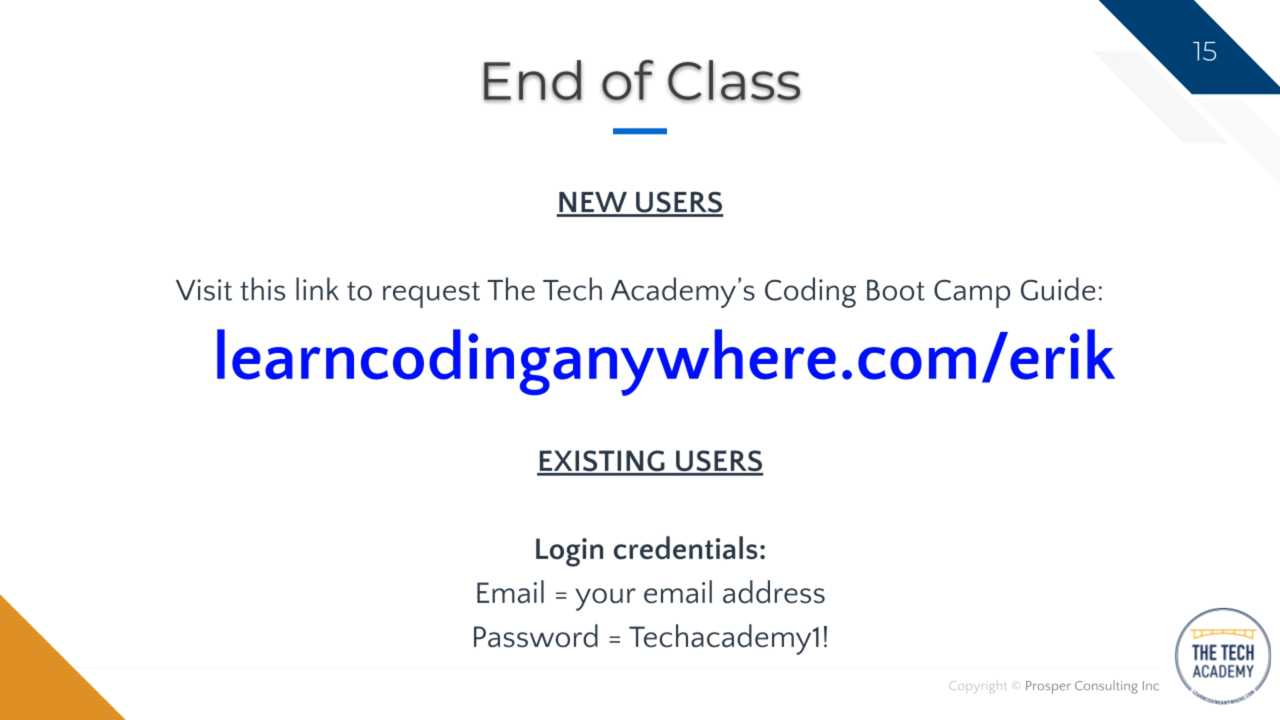 15
End of Class
NEW USERS
Visit this link to request The Tech Academy’s Coding Boot Camp Guide:
learncodinganywhere.com/erik
EXISTING USERS
Login credentials:
Email = your email address
Password = Techacademy1!
THE TECH
ACADEMY
LEARNCODINGANYWHERE.COM
Copyright © Prosper Consulting Inc